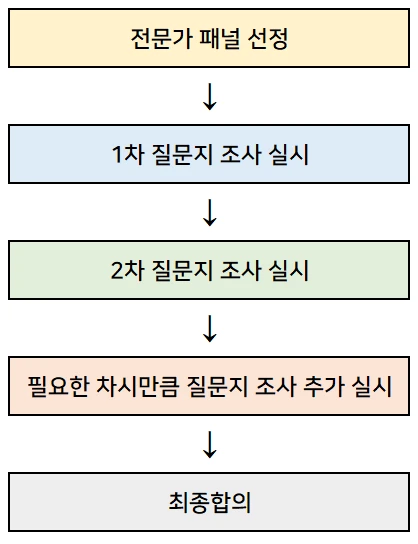 전문가 패널 선정
↓
1차 질문지 조사 실시
↓
2차 질문지 조사 실시
↓
필요한 차시만큼 질문지 조사 추가 실시
↓
최종합의